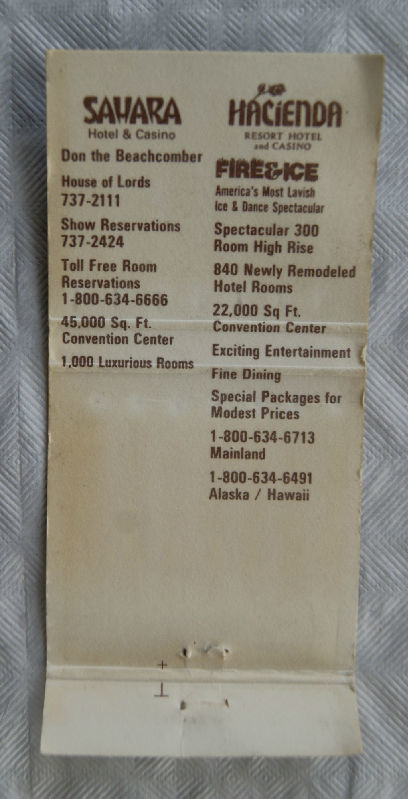 SAHARA
Hotel & Casino
Don the Beachcomber
House of Lords
737-2111
Show Reservations
737-2424
Toll Free Room
Reservations
1-800-634-6666
45,000 Sq. Ft.
Convention Center
1,000 Luxurious Rooms
HACIENDA
RESORT HOTEL
and CASINO
FIRE & ICE
America's Most Lavish
Ice & Dance Spectacular
Spectacular 300
Room High Rise
840 Newly Remodeled
Hotel Rooms
22,000 Sq Ft.
Convention Center
Exciting Entertainment
Fine Dining
Special Packages for
Modest Prices
1-800-634-6713
Mainland
1-800-634-6491
Alaska / Hawaii